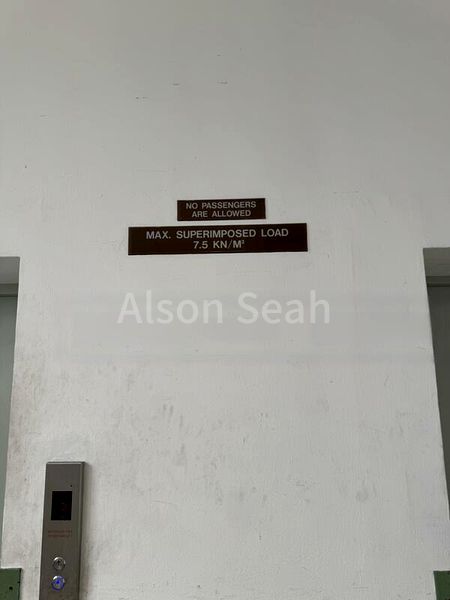 NO PASSENGERS
ARE ALLOWED
MAX. SUPERIMPOSED LOAD
7.5 KN/M²
Alson Seah